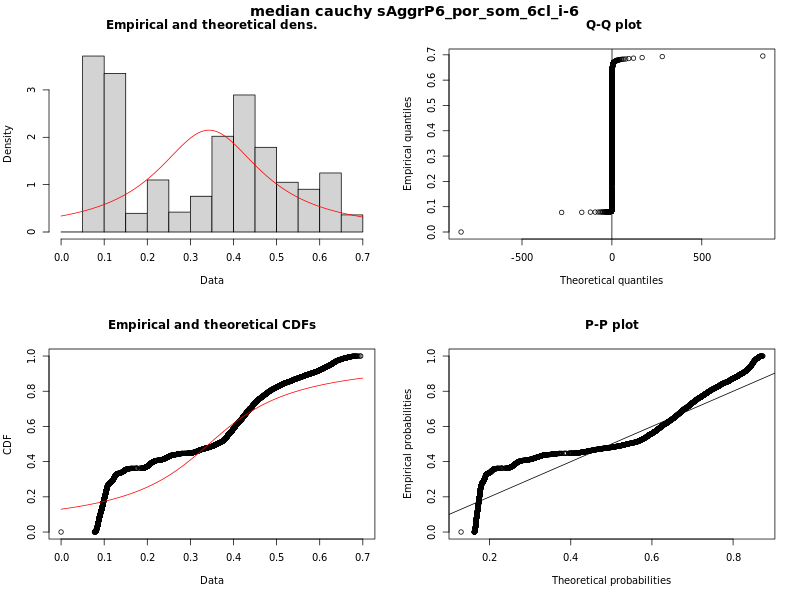 median cauchy sAggrP6_por_som_6cl_i-6
Empirical and theoretical dens.
Density
0 1 2 3
0.0 0.1 0.2 0.3 0.4 0.5 0.6 0.7
Data
Q-Q plot
Empirical quantiles
0.0 0.1 0.2 0.3 0.4 0.5 0.6 0.7
-500 0 500
Theoretical quantiles
Empirical and theoretical CDFs
CDF
0.0 0.2 0.4 0.6 0.8 1.0
0.0 0.1 0.2 0.3 0.4 0.5 0.6 0.7
Data
P-P plot
Empirical probabilities
0.0 0.2 0.4 0.6 0.8 1.0
0.2 0.4 0.6 0.8
Theoretical probabilities